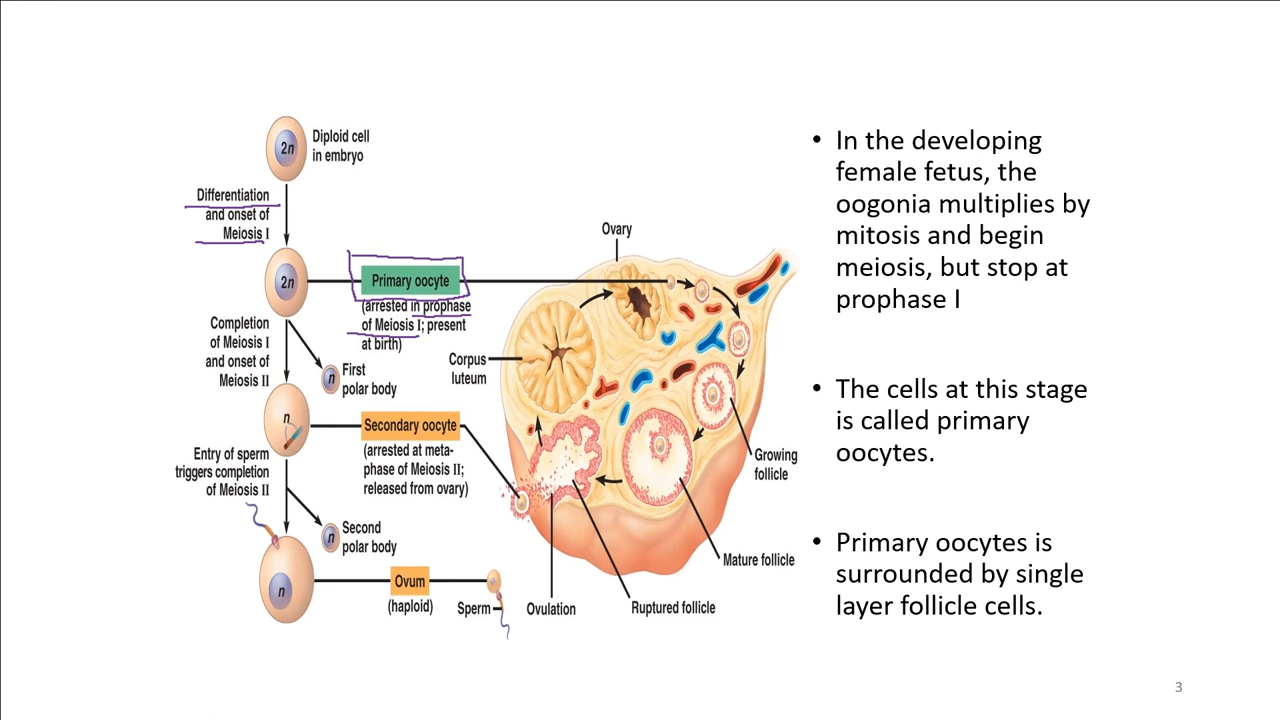 2n
Diploid cell
in embryo
Differentiation
and onset of
Meiosis I
2n
Primary oocyte
(arrested in prophase
of Meiosis I; present
at birth)
Completion
of Meiosis I
and onset of
Meiosis II
n
First
polar body
n
Secondary oocyte
(arrested at meta-
phase of Meiosis II;
released from ovary)
Entry of sperm
triggers completion
of Meiosis II
n
Second
polar body
n
Ovum
(haploid)
Sperm
Ovary
Corpus
luteum
Growing
follicle
Mature follicle
Ruptured follicle
Ovulation
• In the developing
female fetus, the
oogonia multiplies by
mitosis and begin
meiosis, but stop at
prophase I
• The cells at this stage
is called primary
oocytes.
• Primary oocytes is
surrounded by single
layer follicle cells.
3